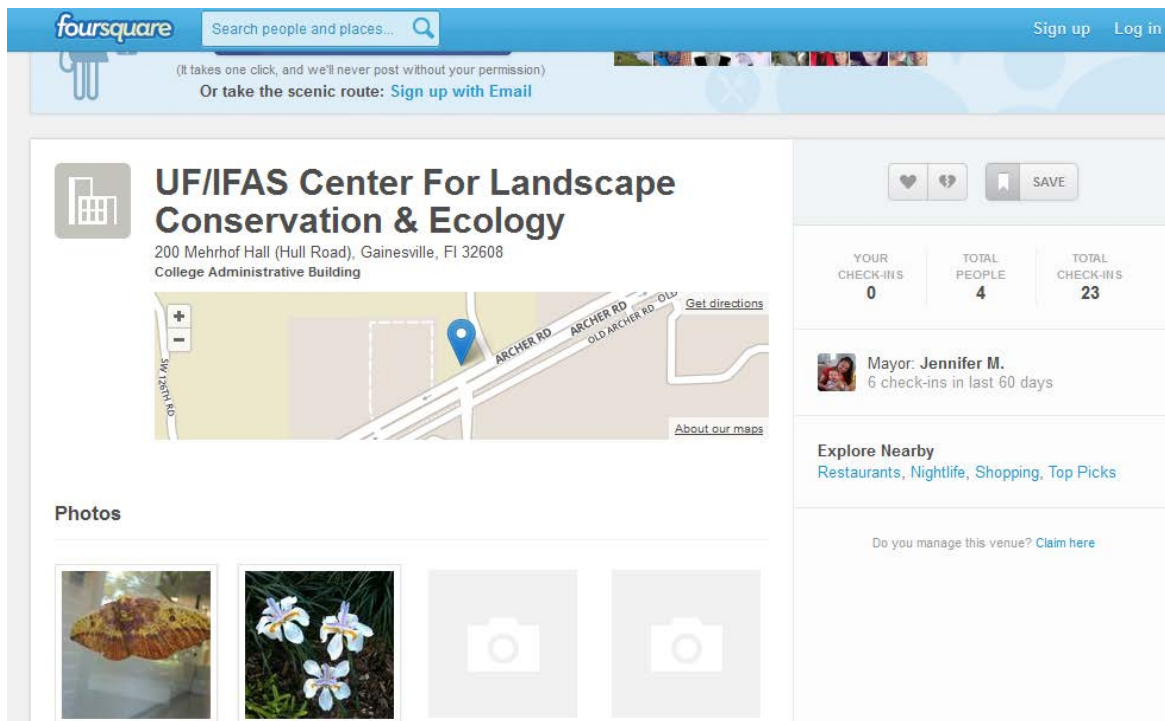 foursquare
Search people and places...
Sign up
Log in
(It takes one click, and we'll never post without your permission)
Or take the scenic route: Sign up with Email
UF/IFAS Center For Landscape
Conservation & Ecology
200 Mehrhof Hall (Hull Road), Gainesville, Fl 32608
College Administrative Building
+
−
Get directions
SW 126TH RD
ARCHER RD
ARCHER RD
OLD ARCHER RD
OLD
About our maps
Photos
SAVE
YOUR
CHECK-INS
0
TOTAL
PEOPLE
4
TOTAL
CHECK-INS
23
Mayor: Jennifer M.
6 check-ins in last 60 days
Explore Nearby
Restaurants, Nightlife, Shopping, Top Picks
Do you manage this venue? Claim here